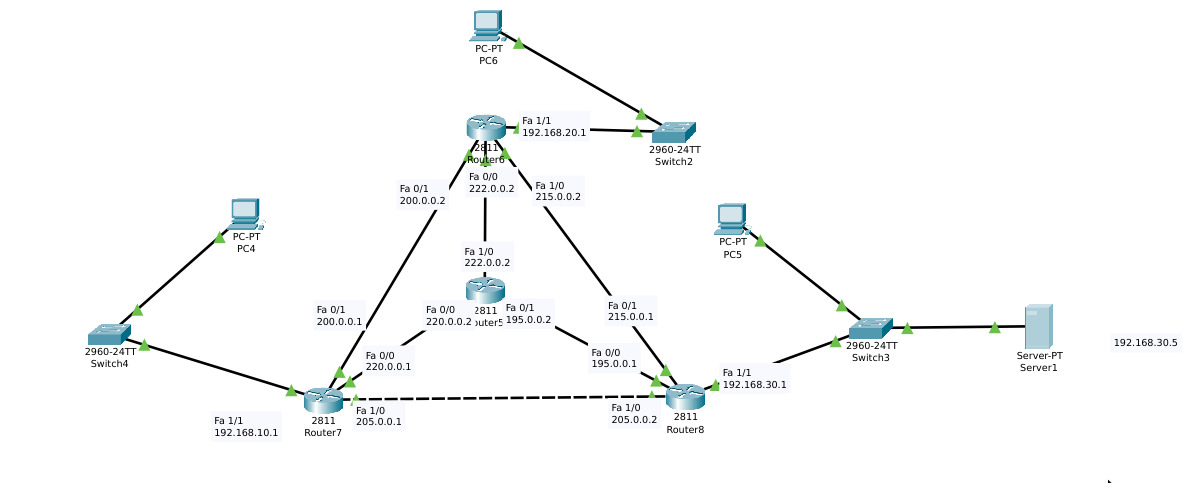 PC-PT
PC6
Fa 1/1
192.168.20.1
2811
Router6
2960-24TT
Switch2
Fa 0/1
200.0.0.2
Fa 0/0
222.0.0.2
Fa 1/0
215.0.0.2
PC-PT
PC4
PC-PT
PC5
Fa 1/0
222.0.0.2
2811
outer5
Fa 0/1
200.0.0.1
Fa 0/0
220.0.0.2
Fa 0/1
195.0.0.2
Fa 0/1
215.0.0.1
2960-24TT
Switch4
2960-24TT
Switch3
Server-PT
Server1
192.168.30.5
Fa 0/0
220.0.0.1
Fa 0/0
195.0.0.1
Fa 1/1
192.168.30.1
Fa 1/1
192.168.10.1
2811
Router7
Fa 1/0
205.0.0.1
Fa 1/0
205.0.0.2
2811
Router8